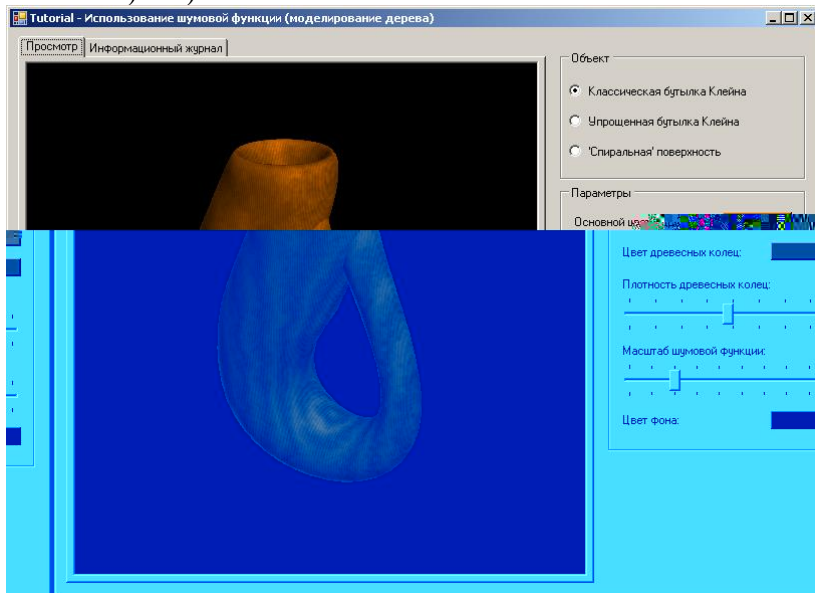 Tutorial - Использование шумовой функции (моделирование дерева)
Просмотр
Информационный журнал
Объект
Классическая бутылка Клейна
Упрощенная бутылка Клейна
'Спиральная' поверхность
Параметры
Основной
Цвет древесных колец:
Плотность древесных колец:
Масштаб шумовой функции:
Цвет фона: